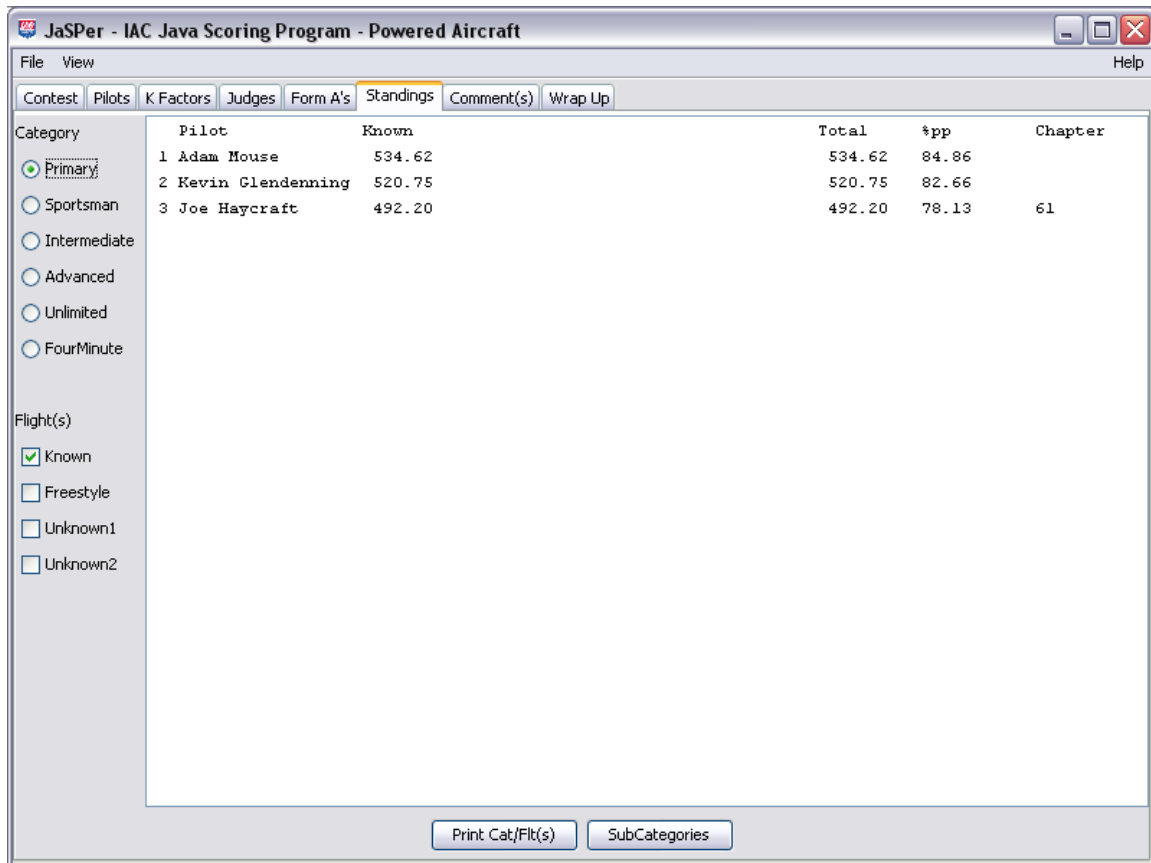 JaSPer - IAC Java Scoring Program - Powered Aircraft
File View Help
Contest Pilots K Factors Judges Form A's Standings Comment(s) Wrap Up
Category
Primary
Sportsman
Intermediate
Advanced
Unlimited
FourMinute
Flight(s)
Known
Freestyle
Unknown1
Unknown2
Pilot Known Total %pp Chapter
1 Adam Mouse 534.62 534.62 84.86
2 Kevin Glendenning 520.75 520.75 82.66
3 Joe Haycraft 492.20 492.20 78.13 61
Print Cat/Flt(s) SubCategories